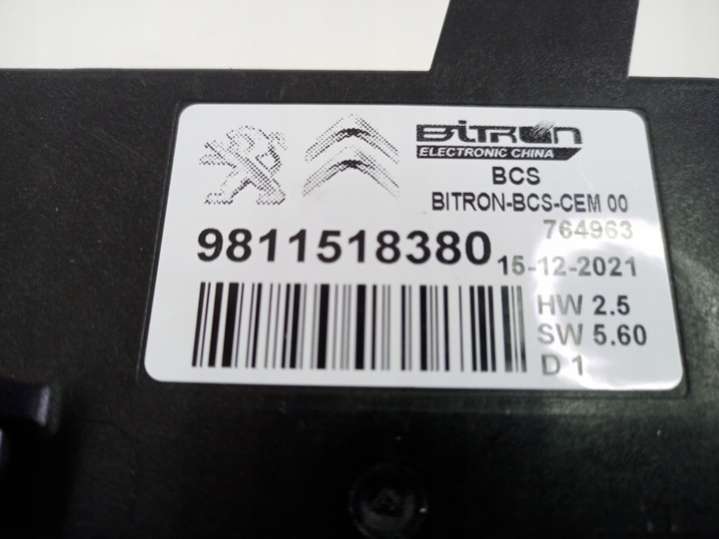 BiTRON
ELECTRONIC CHINA
BCS
BITRON-BCS-CEM 00
764963
9811518380
15-12-2021
HW 2.5
SW 5.60
D 1